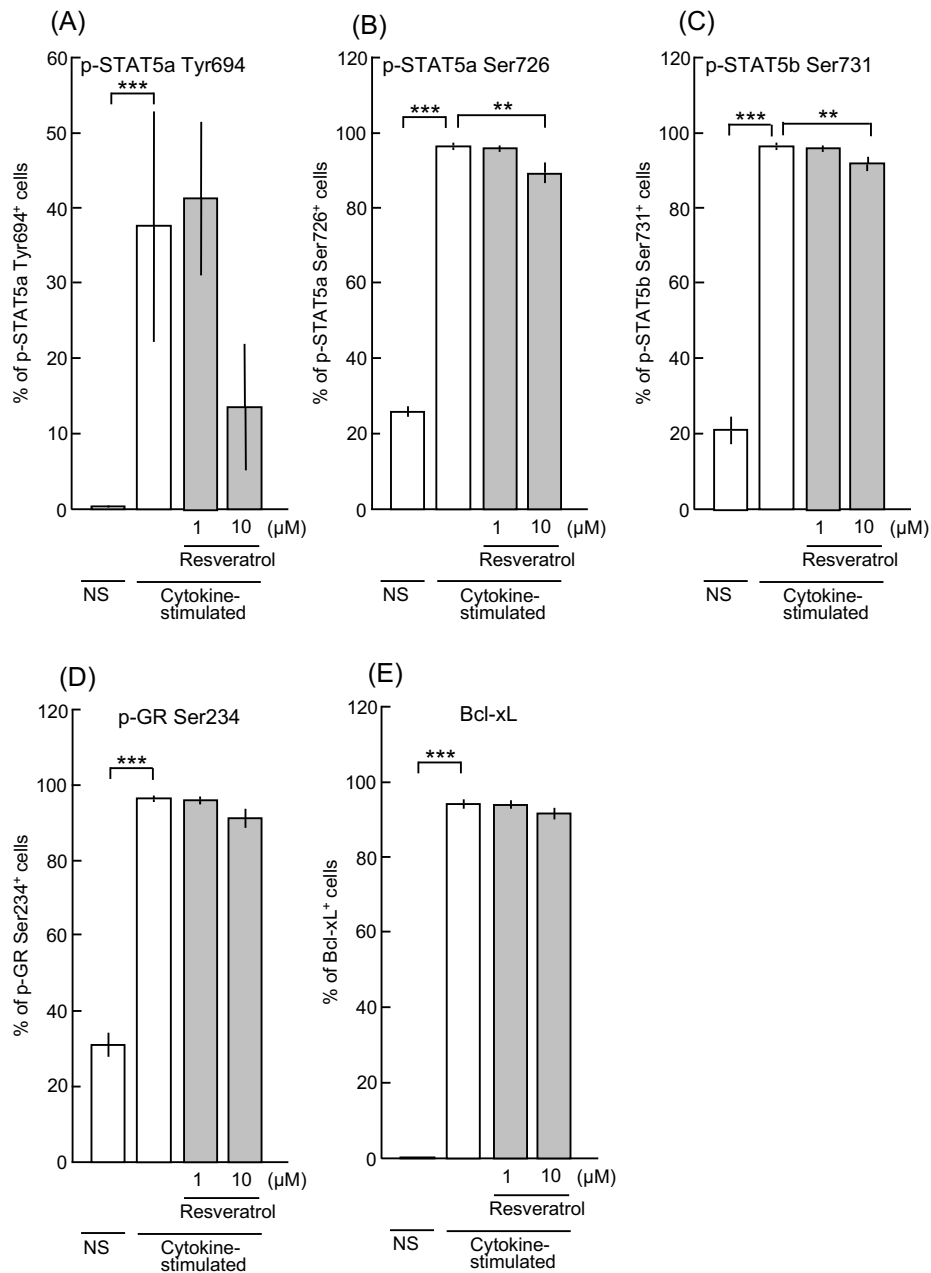 (A)
p-STAT5a Tyr694
***
% of p-STAT5a Tyr694+ cells
60
50
40
30
20
10
0
1 10 (μM)
Resveratrol
NS
Cytokine-
stimulated
(B)
p-STAT5a Ser726
*** **
% of p-STAT5a Ser726+ cells
120
100
80
60
40
20
0
1 10 (μM)
Resveratrol
NS
Cytokine-
stimulated
(C)
p-STAT5b Ser731
*** **
% of p-STAT5b Ser731+ cells
120
100
80
60
40
20
0
1 10 (μM)
Resveratrol
NS
Cytokine-
stimulated
(D)
p-GR Ser234
***
% of p-GR Ser234+ cells
120
100
80
60
40
20
0
1 10 (μM)
Resveratrol
NS
Cytokine-
stimulated
(E)
Bcl-xL
***
% of Bcl-xL+ cells
120
100
80
60
40
20
0
1 10 (μM)
Resveratrol
NS
Cytokine-
stimulated